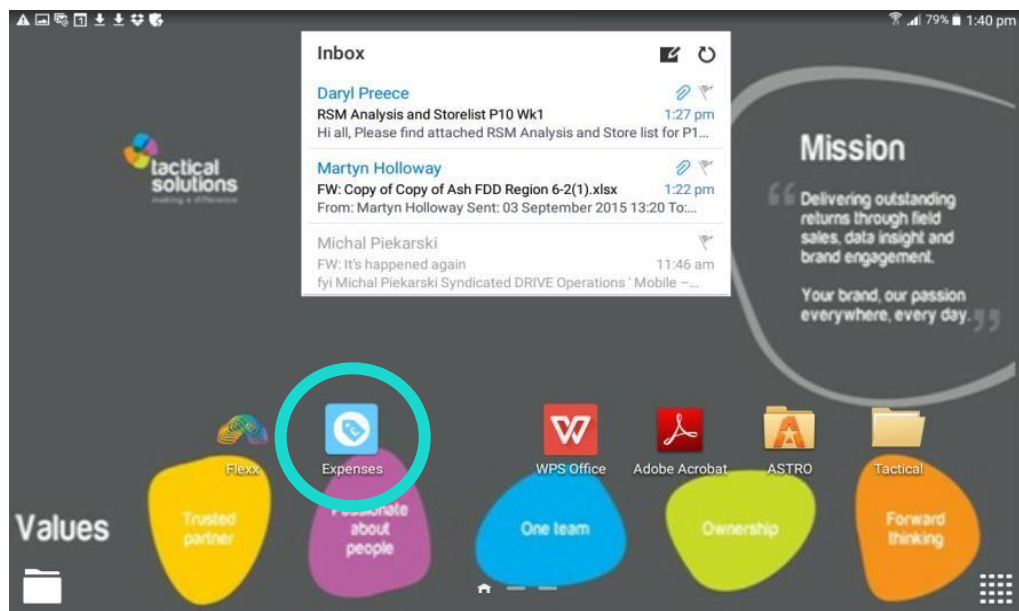 79% 1:40 pm
Inbox
Daryl Preece
RSM Analysis and Storelist P10 Wk1 1:27 pm
Hi all, Please find attached RSM Analysis and Store list for P1...
Martyn Holloway
FW: Copy of Copy of Ash FDD Region 6-2(1).xlsx 1:22 pm
From: Martyn Holloway Sent: 03 September 2015 13:20 To:...
Michal Piekarski
FW: It's happened again 11:46 am
fyi Michal Piekarski Syndicated DRIVE Operations ' Mobile –...
tactical
solutions
making a difference
Mission
“ Delivering outstanding
returns through field
sales, data insight and
brand engagement.
Your brand, our passion
everywhere, every day. ”
Flexx Expenses WPS Office Adobe Acrobat ASTRO Tactical
Values
Trusted
partner
Passionate
about
people
One team
Ownership
Forward
thinking